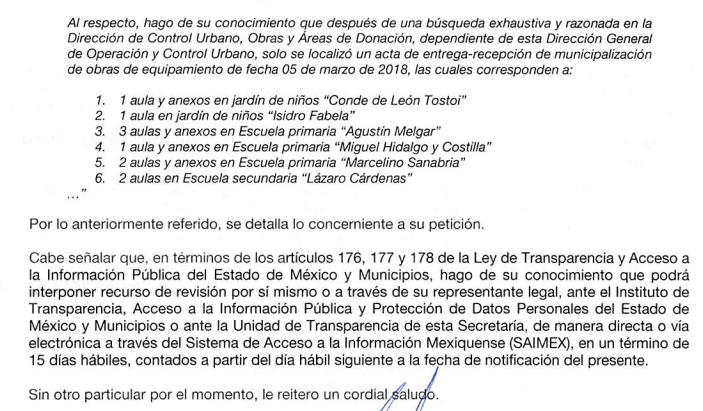 Al respecto, hago de su conocimiento que después de una búsqueda exhaustiva y razonada en la
Dirección de Control Urbano, Obras y Áreas de Donación, dependiente de esta Dirección General
de Operación y Control Urbano, solo se localizó un acta de entrega-recepción de municipalización
de obras de equipamiento de fecha 05 de marzo de 2018, las cuales corresponden a:
1. 1 aula y anexos en jardín de niños “Conde de León Tostoi”
2. 1 aula en jardín de niños “Isidro Fabela”
3. 3 aulas y anexos en Escuela primaria “Agustín Melgar”
4. 1 aula y anexos en Escuela primaria “Miguel Hidalgo y Costilla”
5. 2 aulas y anexos en Escuela primaria “Marcelino Sanabria”
6. 2 aulas en Escuela secundaria “Lázaro Cárdenas”
…”
Por lo anteriormente referido, se detalla lo concerniente a su petición.
Cabe señalar que, en términos de los artículos 176, 177 y 178 de la Ley de Transparencia y Acceso a
la Información Pública del Estado de México y Municipios, hago de su conocimiento que podrá
interponer recurso de revisión por sí mismo o a través de su representante legal, ante el Instituto de
Transparencia, Acceso a la Información Pública y Protección de Datos Personales del Estado de
México y Municipios o ante la Unidad de Transparencia de esta Secretaría, de manera directa o vía
electrónica a través del Sistema de Acceso a la Información Mexiquense (SAIMEX), en un término de
15 días hábiles, contados a partir del día hábil siguiente a la fecha de notificación del presente.
Sin otro particular por el momento, le reitero un cordial saludo.